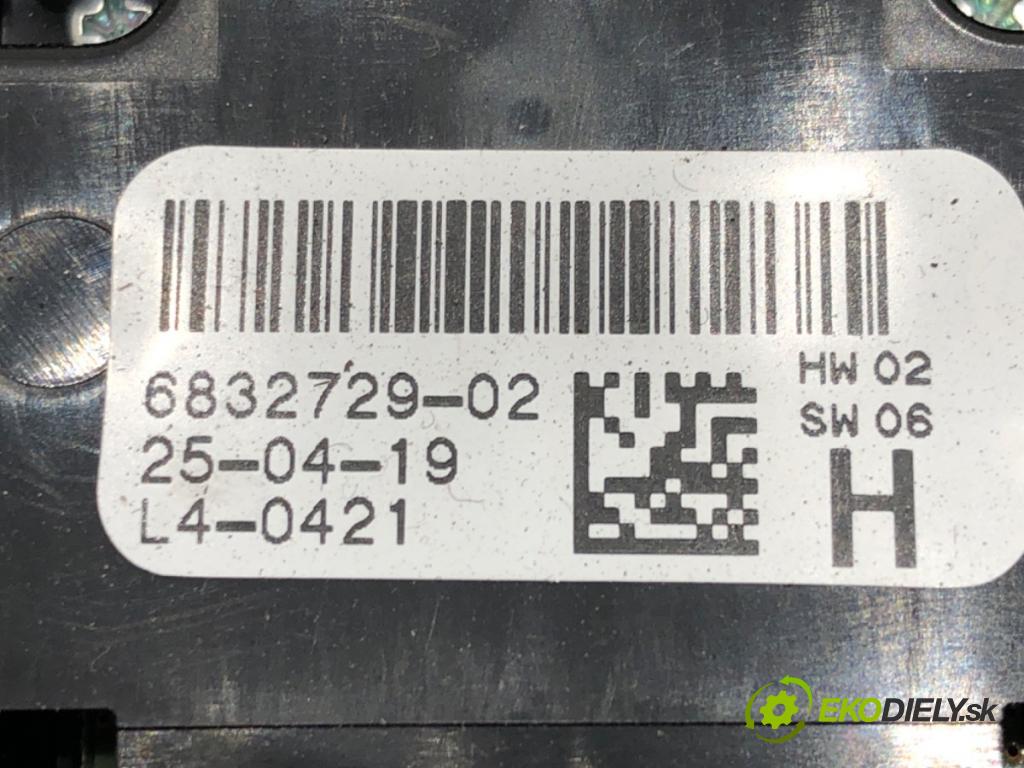 6832729-02
25-04-19
L4-0421
HW 02
SW 06
H
EKODIELY.sk